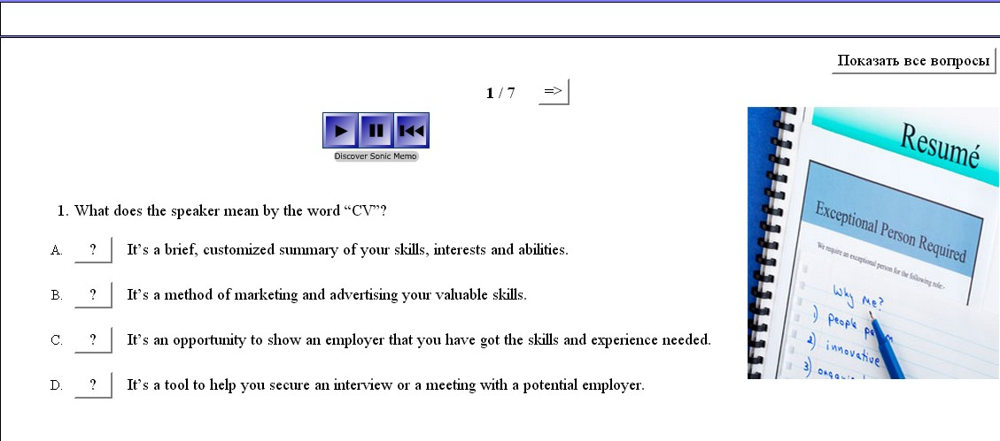 Показать все вопросы
1 / 7 =>
Discover Sonic Memo
1. What does the speaker mean by the word “CV”?
A. ? It’s a brief, customized summary of your skills, interests and abilities.
B. ? It’s a method of marketing and advertising your valuable skills.
C. ? It’s an opportunity to show an employer that you have got the skills and experience needed.
D. ? It’s a tool to help you secure an interview or a meeting with a potential employer.
Resumé
Exceptional Person Required
We require an exceptional person for the following role:-
Why me?
1) people
2) innovative
3)